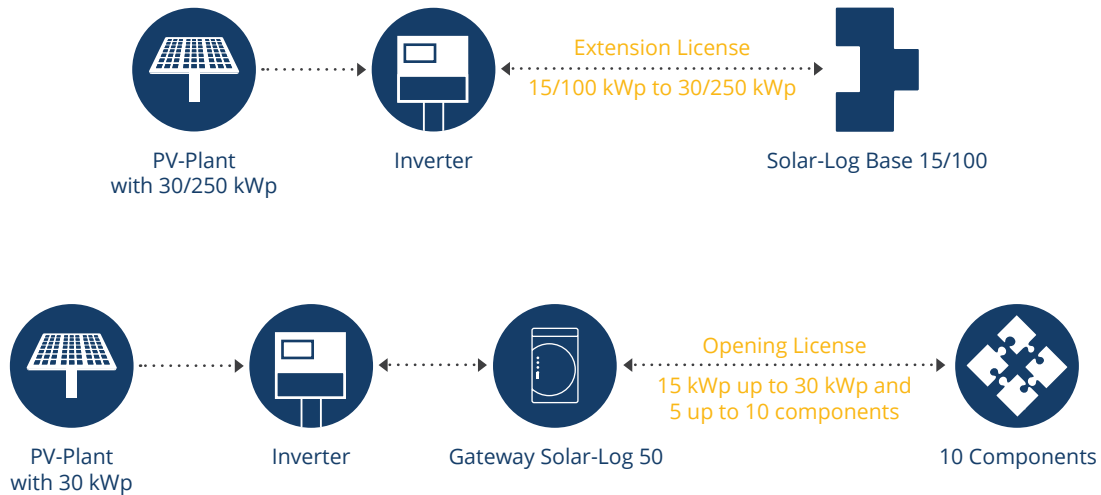 Extension License
15/100 kWp to 30/250 kWp
PV-Plant
with 30/250 kWp
Inverter
Solar-Log Base 15/100
Opening License
15 kWp up to 30 kWp and
5 up to 10 components
PV-Plant
with 30 kWp
Inverter
Gateway Solar-Log 50
10 Components